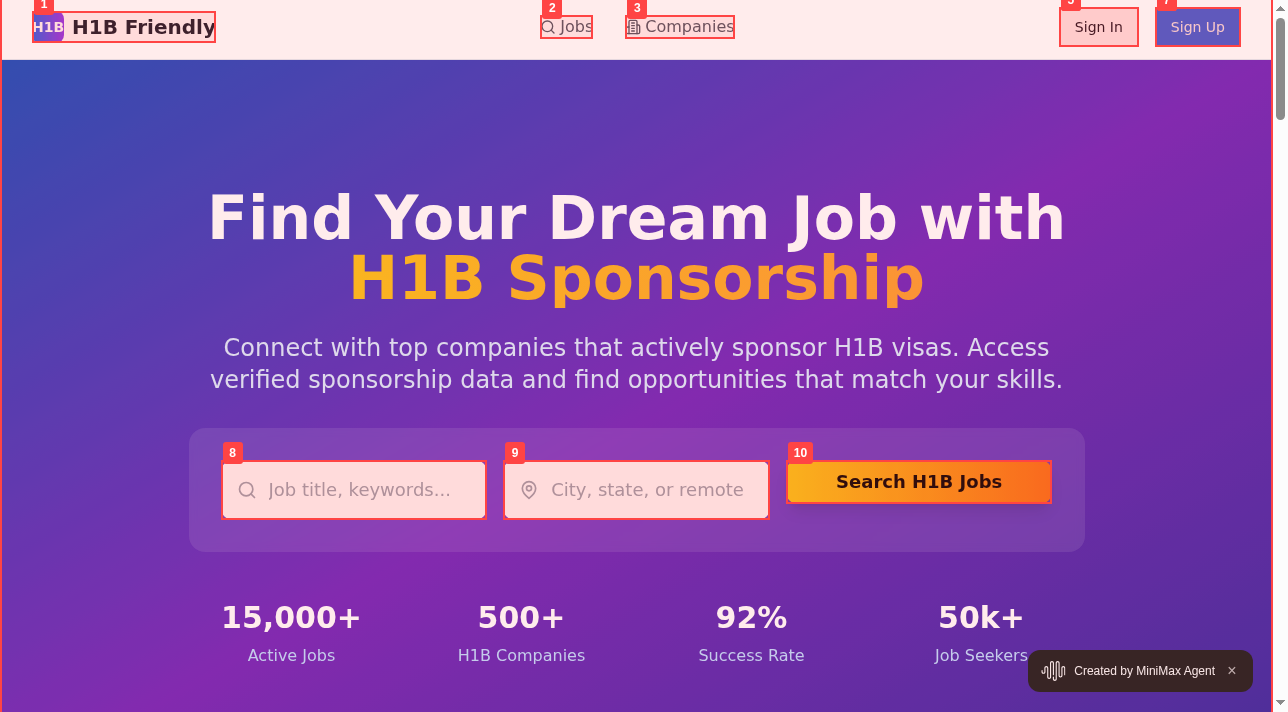 1
H1B
H1B Friendly
2
Jobs
3
Companies
5
Sign In
7
Sign Up
Find Your Dream Job with
H1B Sponsorship
Connect with top companies that actively sponsor H1B visas. Access
verified sponsorship data and find opportunities that match your skills.
8
Job title, keywords...
9
City, state, or remote
10
Search H1B Jobs
15,000+
500+
92%
50k+
Active Jobs
H1B Companies
Success Rate
Job Seekers
Created by MiniMax Agent ×